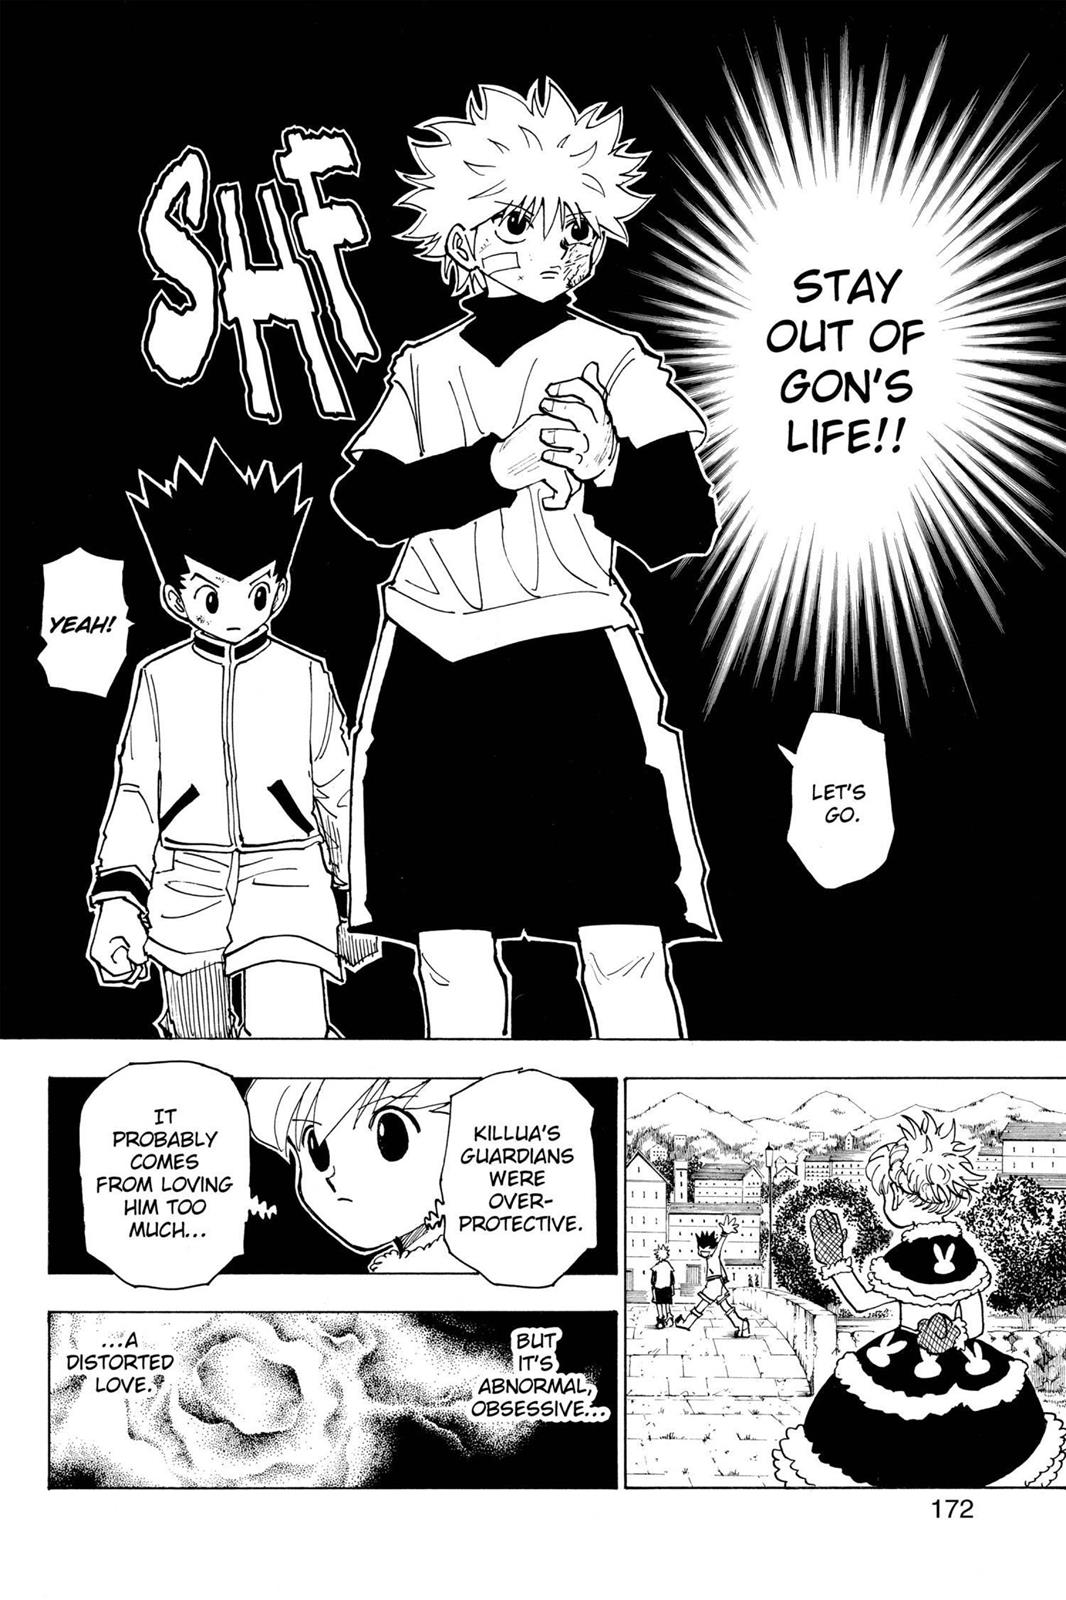 STAY
OUT OF
GON'S
LIFE!!
SHF
LET'S
GO.
YEAH!
KILLUA'S
GUARDIANS
WERE
OVER-
PROTECTIVE.
IT
PROBABLY
COMES
FROM LOVING
HIM TOO
MUCH...
BUT
IT'S
ABNORMAL,
OBSESSIVE...
...A
DISTORTED
LOVE.
172